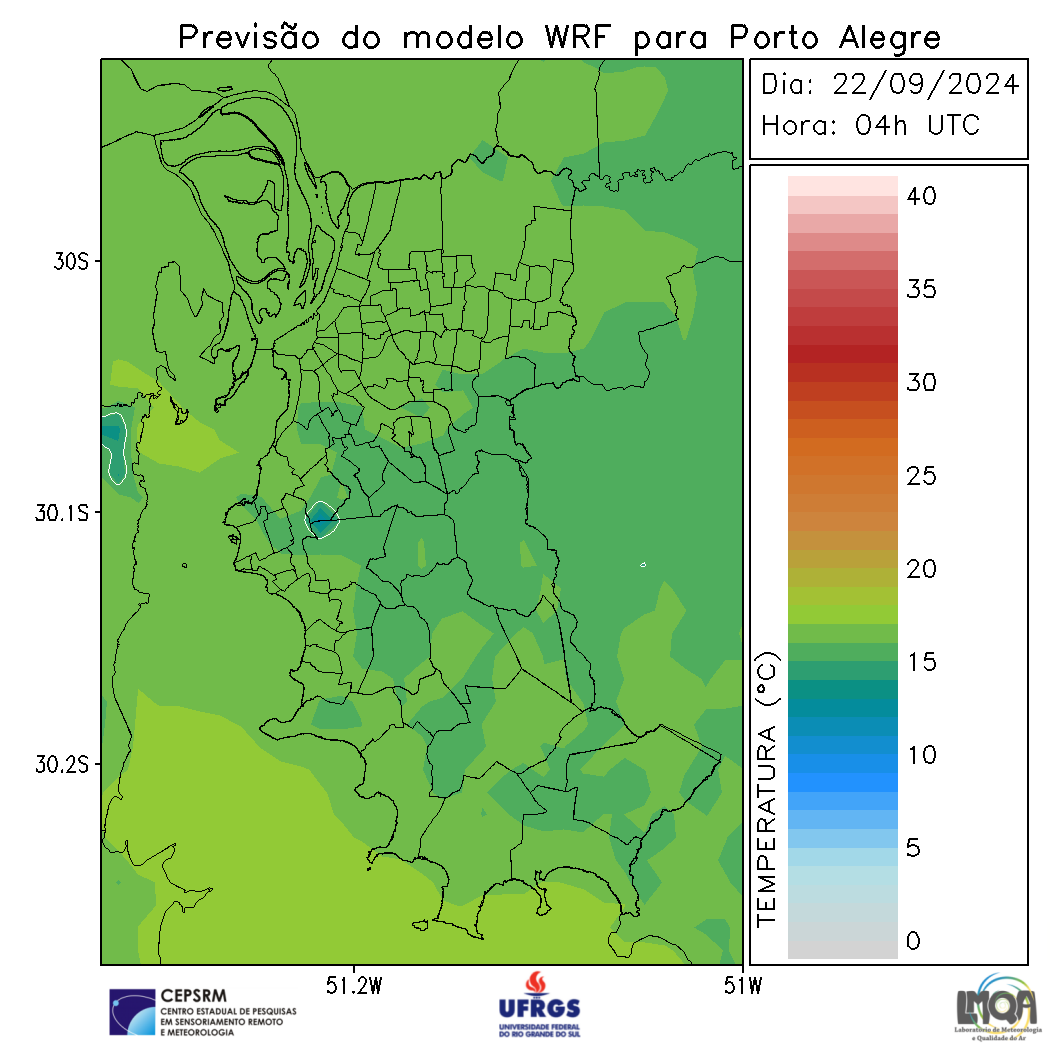 Previsão do modelo WRF para Porto Alegre
Dia: 22/09/2024
Hora: 04h UTC
30S
30.1S
30.2S
51.2W
51W
40
35
30
25
20
15
10
5
0
TEMPERATURA (°C)
CEPSRM
CENTRO ESTADUAL DE PESQUISAS
EM SENSORIAMENTO REMOTO
E METEOROLOGIA
UFRGS
UNIVERSIDADE FEDERAL
DO RIO GRANDE DO SUL
LMQA
Laboratório de Meteorologia
e Qualidade do Ar